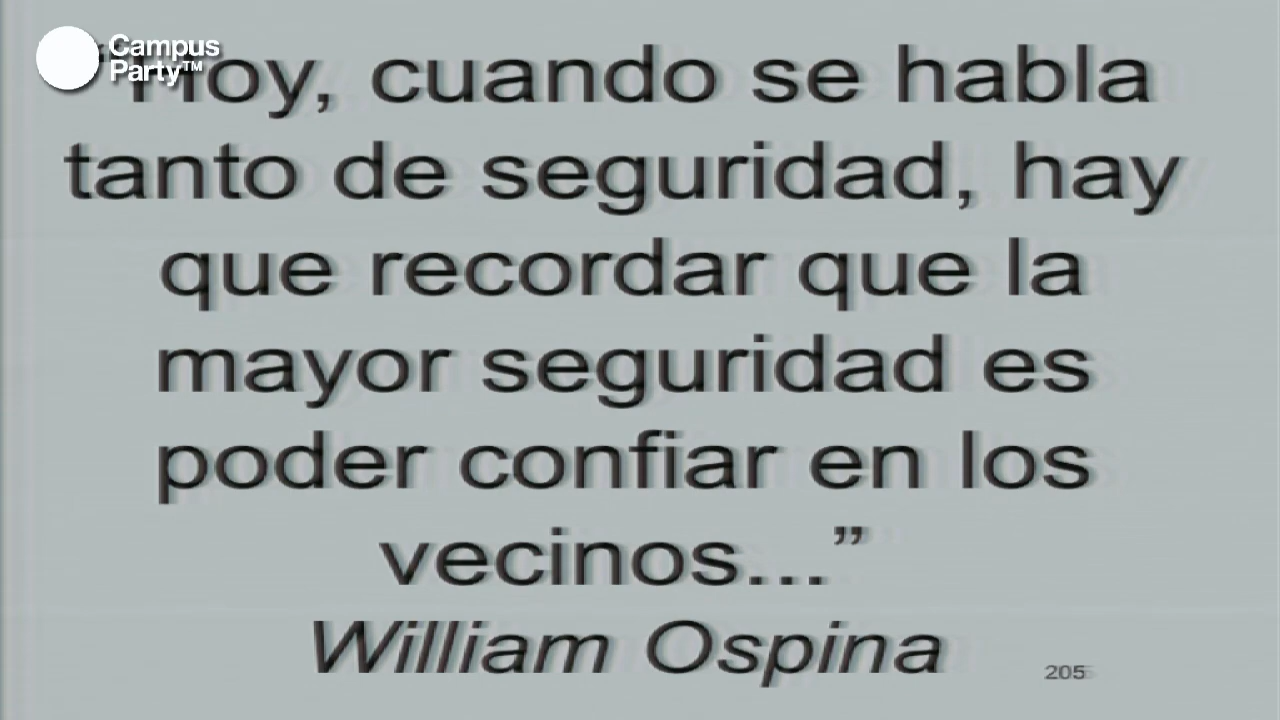 Campus
Party™
"Hoy, cuando se habla
tanto de seguridad, hay
que recordar que la
mayor seguridad es
poder confiar en los
vecinos...”
William Ospina
205